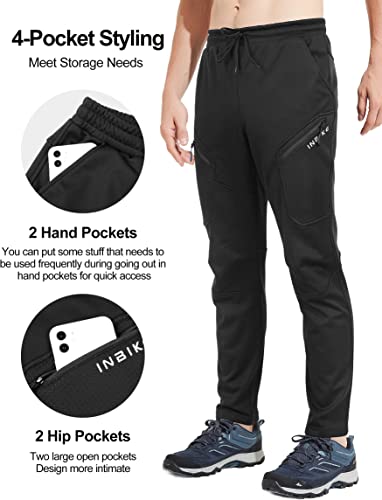 4-Pocket Styling
Meet Storage Needs
INBIKE
2 Hand Pockets
You can put some stuff that needs to
be used frequently during going out in
hand pockets for quick access
INBIK
2 Hip Pockets
Two large open pockets
Design more intimate